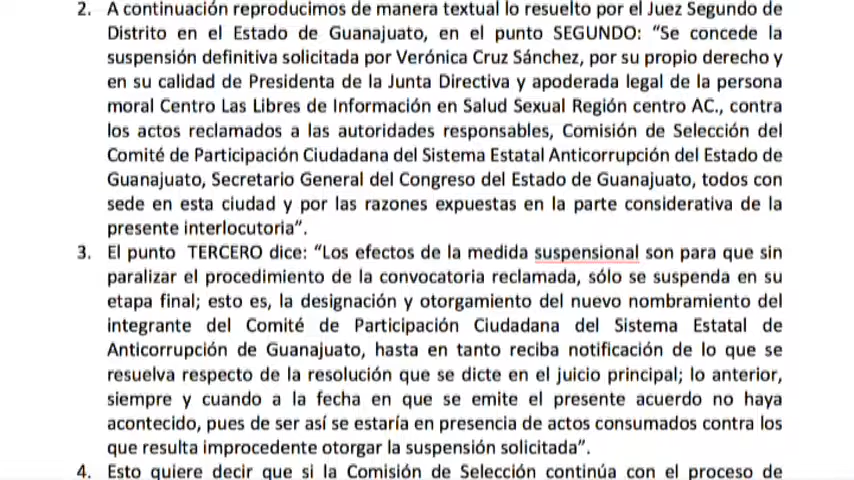 2. A continuación reproducimos de manera textual lo resuelto por el Juez Segundo de
Distrito en el Estado de Guanajuato, en el punto SEGUNDO: “Se concede la
suspensión definitiva solicitada por Verónica Cruz Sánchez, por su propio derecho y
en su calidad de Presidenta de la Junta Directiva y apoderada legal de la persona
moral Centro Las Libres de Información en Salud Sexual Región centro AC., contra
los actos reclamados a las autoridades responsables, Comisión de Selección del
Comité de Participación Ciudadana del Sistema Estatal Anticorrupción del Estado de
Guanajuato, Secretario General del Congreso del Estado de Guanajuato, todos con
sede en esta ciudad y por las razones expuestas en la parte considerativa de la
presente interlocutoria”.
3. El punto TERCERO dice: “Los efectos de la medida suspensional son para que sin
paralizar el procedimiento de la convocatoria reclamada, sólo se suspenda en su
etapa final; esto es, la designación y otorgamiento del nuevo nombramiento del
integrante del Comité de Participación Ciudadana del Sistema Estatal de
Anticorrupción de Guanajuato, hasta en tanto reciba notificación de lo que se
resuelva respecto de la resolución que se dicte en el juicio principal; lo anterior,
siempre y cuando a la fecha en que se emite el presente acuerdo no haya
acontecido, pues de ser así se estaría en presencia de actos consumados contra los
que resulta improcedente otorgar la suspensión solicitada”.
4. Esto quiere decir que si la Comisión de Selección continúa con el proceso de